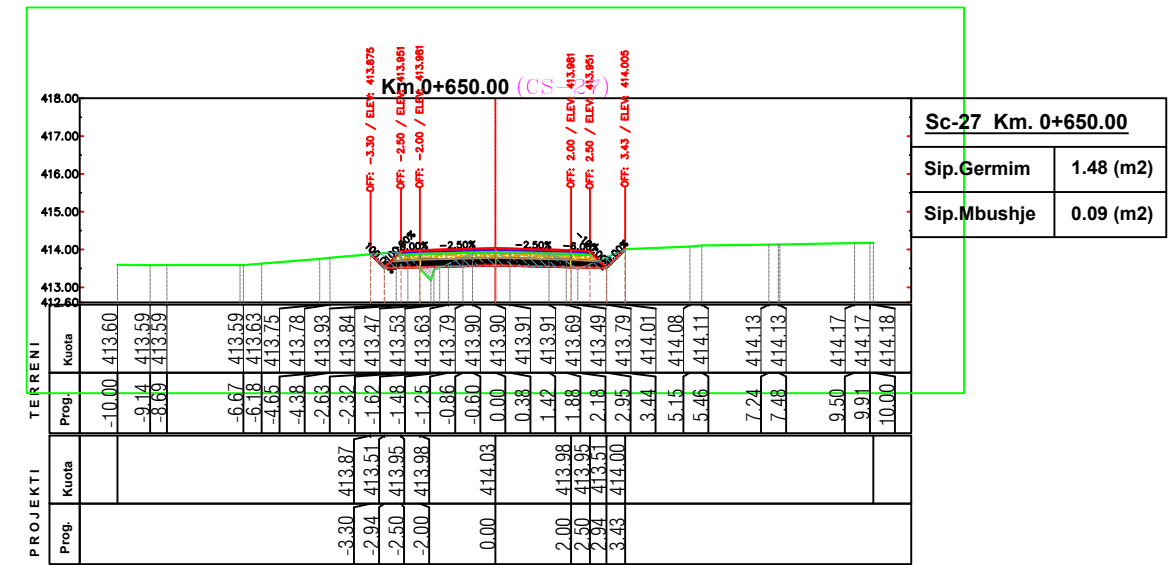 Km 0+650.00 (CS-27)
OFF: -3.30 / ELEV: 413.875
OFF: -2.50 / ELEV: 413.951
OFF: -2.00 / ELEV: 413.981
OFF: 2.00 / ELEV: 413.981
OFF: 2.50 / ELEV: 413.951
OFF: 3.43 / ELEV: 414.005
Sc-27 Km. 0+650.00
Sip.Germim 1.48 (m2)
Sip.Mbushje 0.09 (m2)
418.00
417.00
416.00
415.00
414.00
413.00
412.60
-2.50% -2.50%
TERRENI
Kuota 413.60 413.59 413.59 413.59 413.63 413.75 413.78 413.93 413.84 413.47 413.53 413.63 413.79 413.90 413.90 413.91 413.91 413.69 413.49 413.79 414.01 414.08 414.11 414.13 414.13 414.17 414.17 414.18
Prog. -10.00 -9.14 -8.69 -6.67 -6.18 -4.65 -4.38 -2.63 -2.32 -1.62 -1.48 -1.25 -0.86 -0.60 0.00 0.38 1.42 1.88 2.18 2.95 3.44 5.15 5.46 7.24 7.48 9.50 9.91 10.00
PROJEKTI
Kuota 413.87 413.51 413.95 413.98 414.03 413.98 413.95 413.51 414.00
Prog. -3.30 -2.94 -2.50 -2.00 0.00 2.00 2.50 2.94 3.43